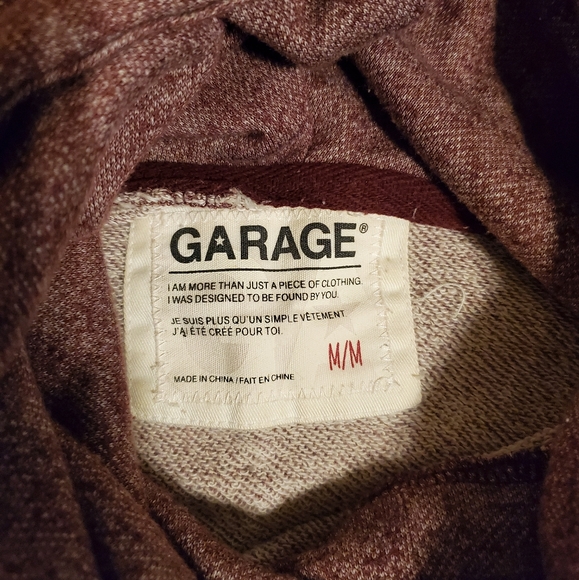 GARAGE®
I AM MORE THAN JUST A PIECE OF CLOTHING.
I WAS DESIGNED TO BE FOUND BY YOU.
JE SUIS PLUS QU'UN SIMPLE VÊTEMENT.
J'AI ÉTÉ CRÉÉ POUR TOI.
M/M
MADE IN CHINA / FAIT EN CHINE